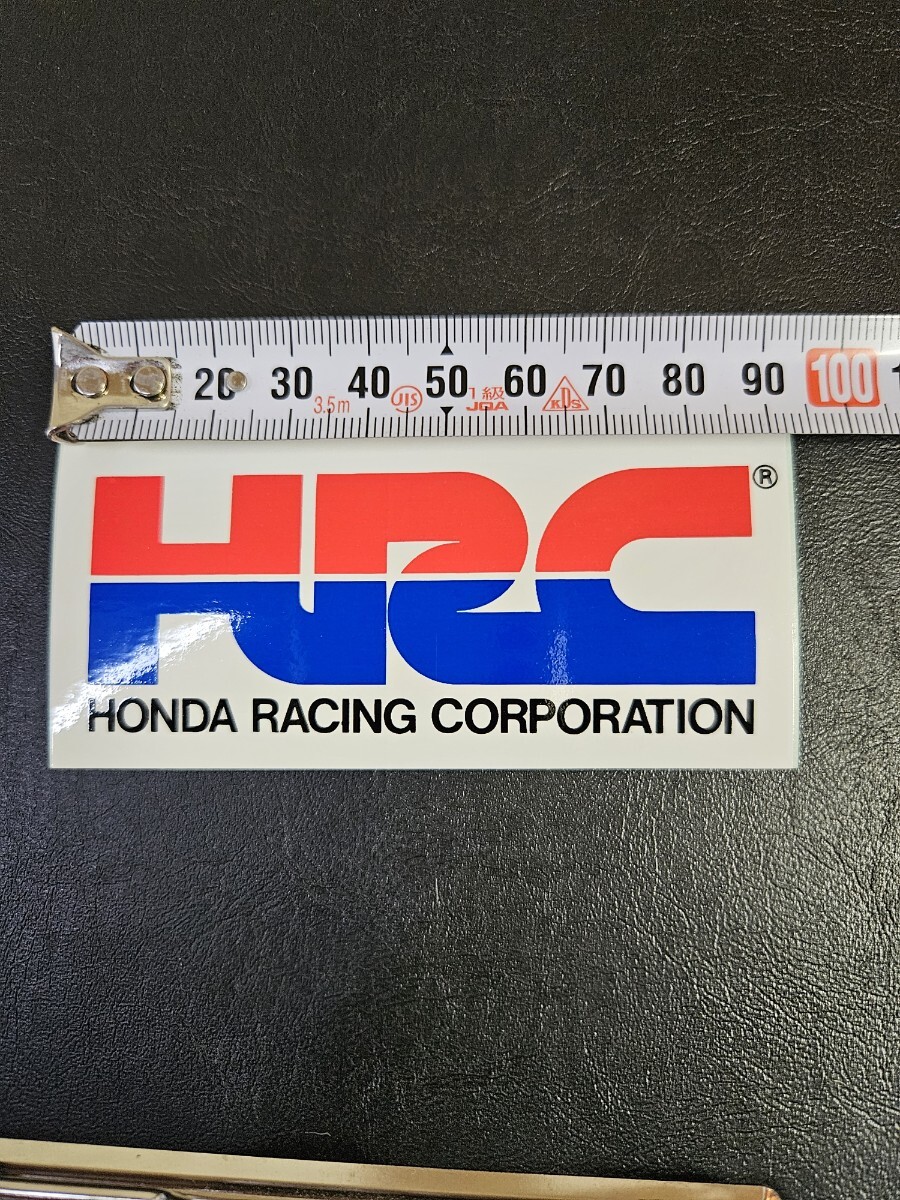 20 30 40 50 60 70 80 90 100
3.5m JIS 1級 JQA KDS
HRC®
HONDA RACING CORPORATION